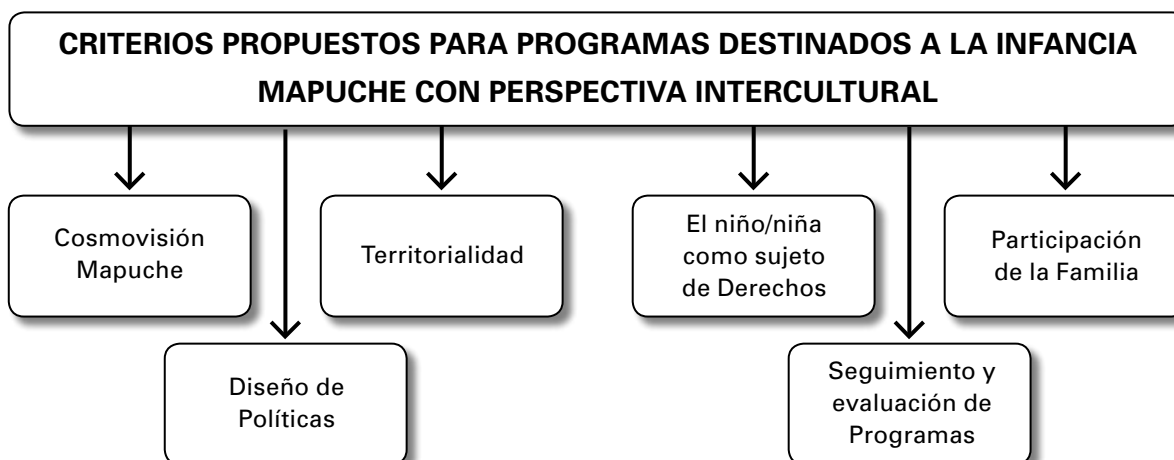 CRITERIOS PROPUESTOS PARA PROGRAMAS DESTINADOS A LA INFANCIA
MAPUCHE CON PERSPECTIVA INTERCULTURAL
Cosmovisión
Mapuche
Territorialidad
El niño/niña
como sujeto
de Derechos
Participación
de la Familia
Diseño de
Políticas
Seguimiento y
evaluación de
Programas